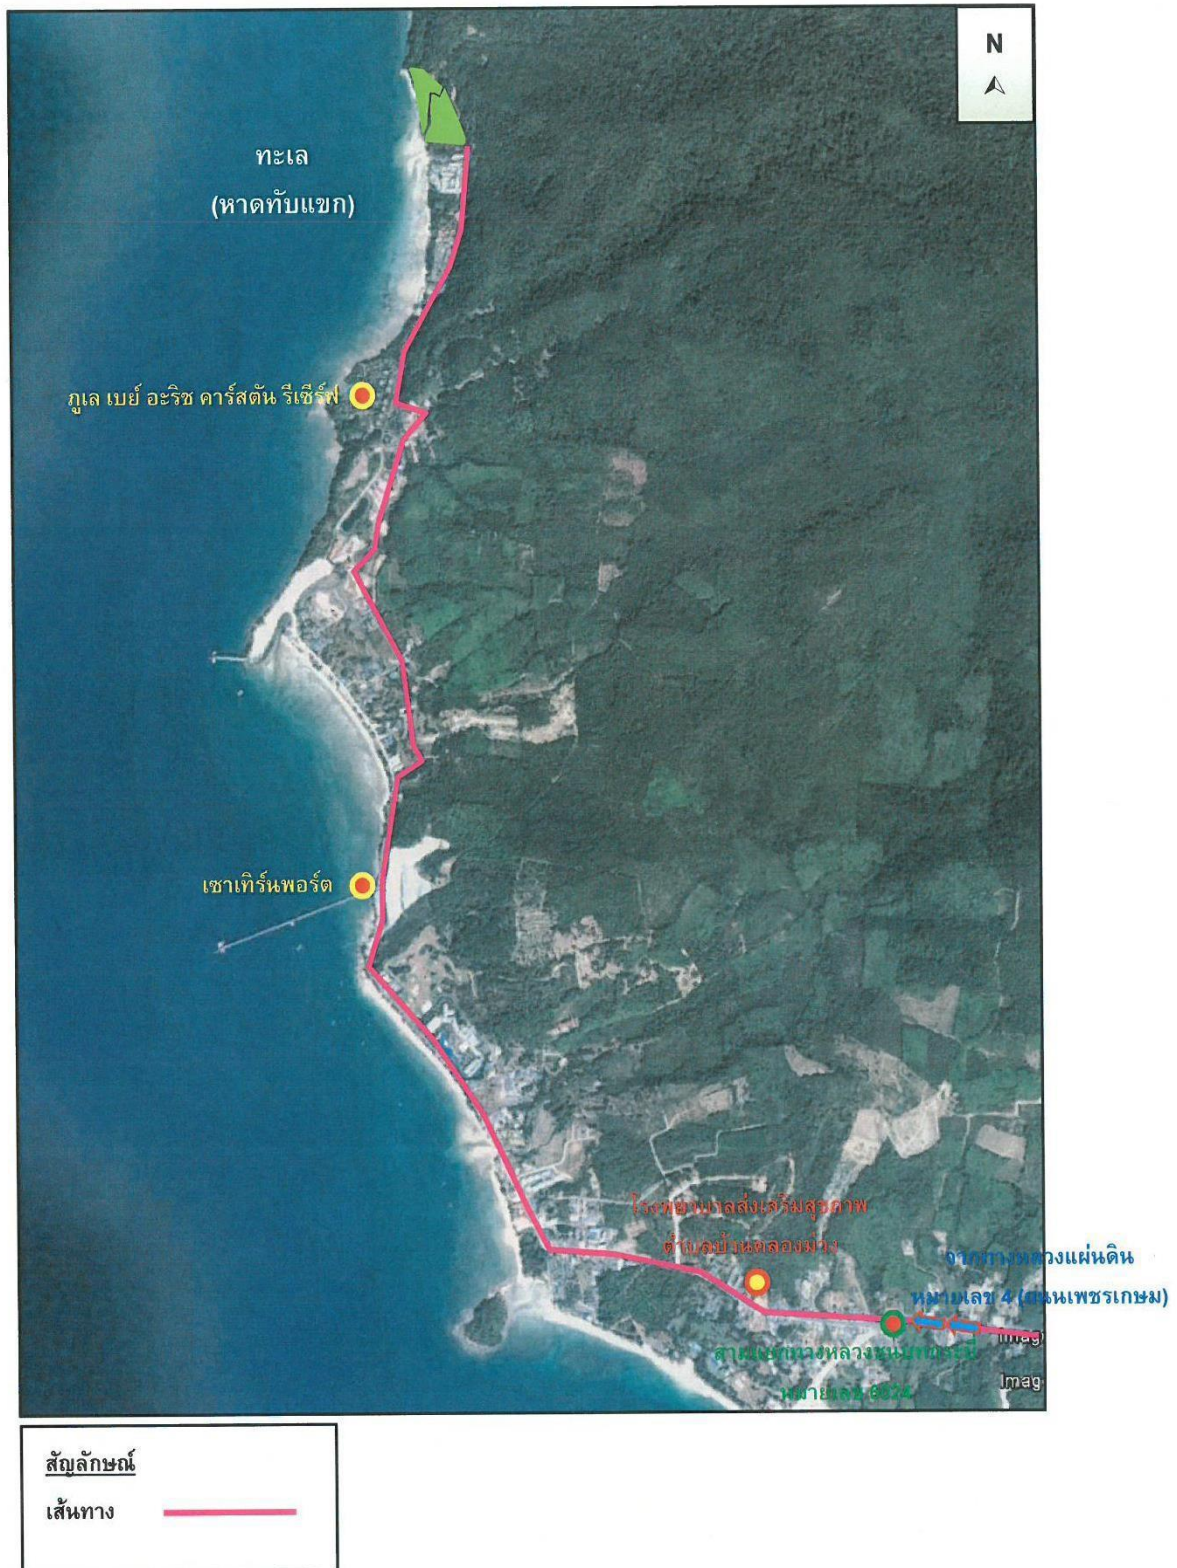 N
ทะเล
(หาดทับแขก)
ภูเล เบย์ อะริซ คาร์สตัน รีเซิร์ฟ
เซาเทิร์นพอร์ต
โรงพยาบาลส่งเสริมสุขภาพ
ตำบลบ้านคลองม่วง
จากทางหลวงแผ่นดิน
หมายเลข 4 (ถนนเพชรเกษม)
Imag
สามแยกทางหลวงชนบทกระบี่
หมายเลข
Imag
สัญลักษณ์
เส้นทาง